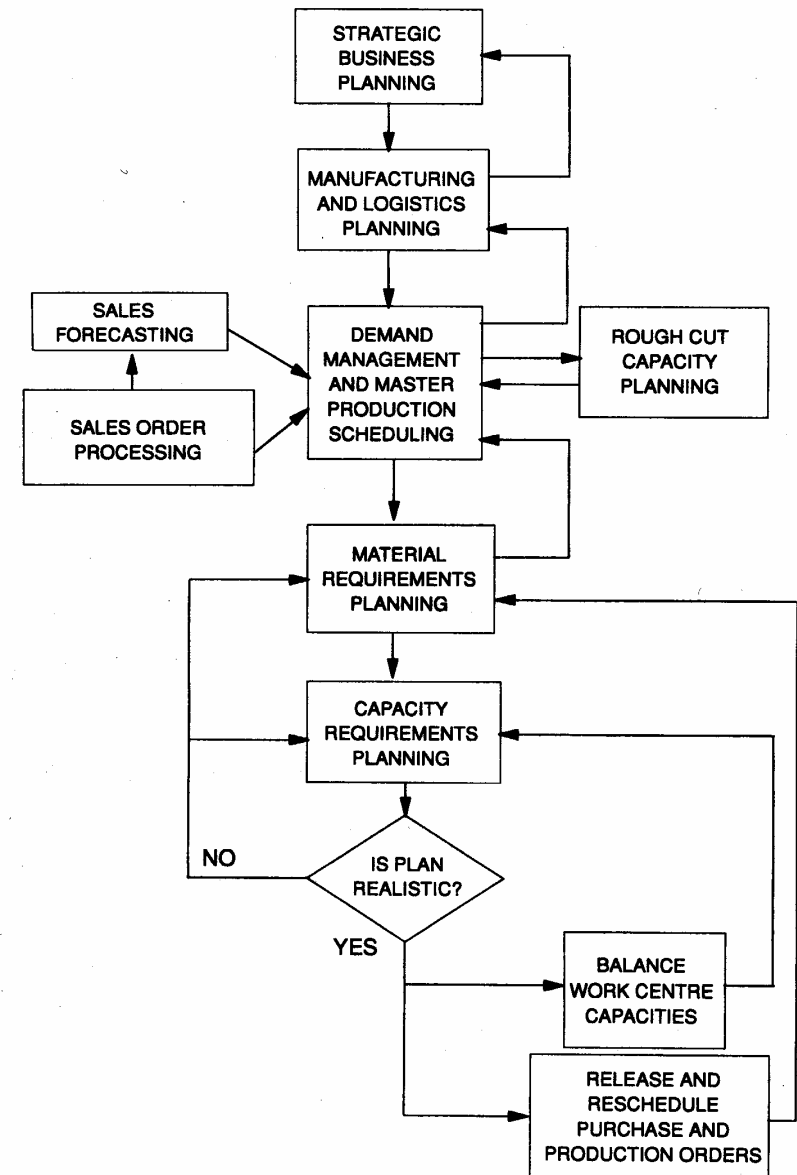 STRATEGIC
BUSINESS
PLANNING
MANUFACTURING
AND LOGISTICS
PLANNING
SALES
FORECASTING
SALES ORDER
PROCESSING
DEMAND
MANAGEMENT
AND MASTER
PRODUCTION
SCHEDULING
ROUGH CUT
CAPACITY
PLANNING
MATERIAL
REQUIREMENTS
PLANNING
CAPACITY
REQUIREMENTS
PLANNING
NO
IS PLAN
REALISTIC?
YES
BALANCE
WORK CENTRE
CAPACITIES
RELEASE AND
RESCHEDULE
PURCHASE AND
PRODUCTION ORDERS